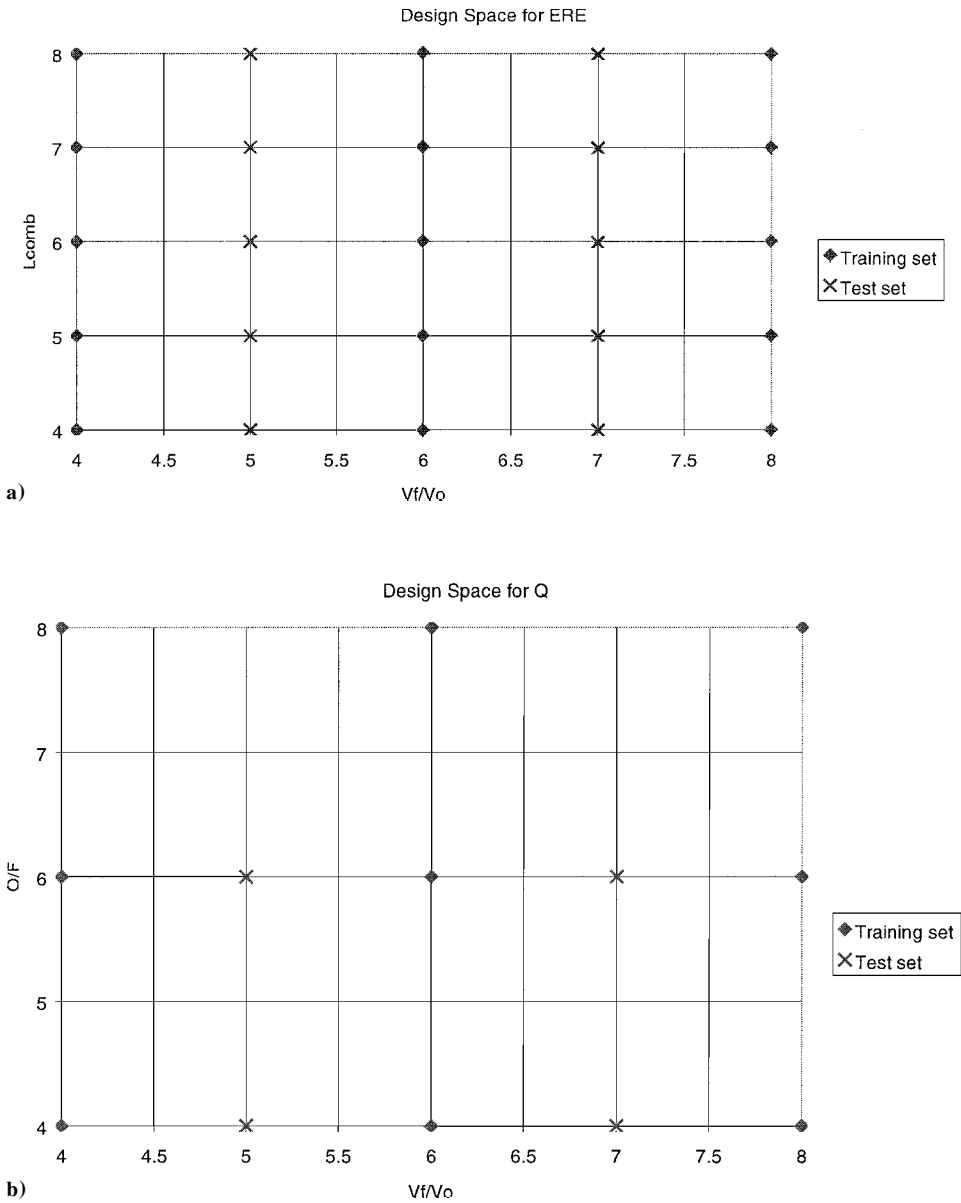 Design Space for ERE
8
7
6
5
4
Lcomb
4 4.5 5 5.5 6 6.5 7 7.5 8
Vf/Vo
Training set
Test set
a)
Design Space for Q
8
7
6
5
4
O/F
4 4.5 5 5.5 6 6.5 7 7.5 8
Vf/Vo
Training set
Test set
b)